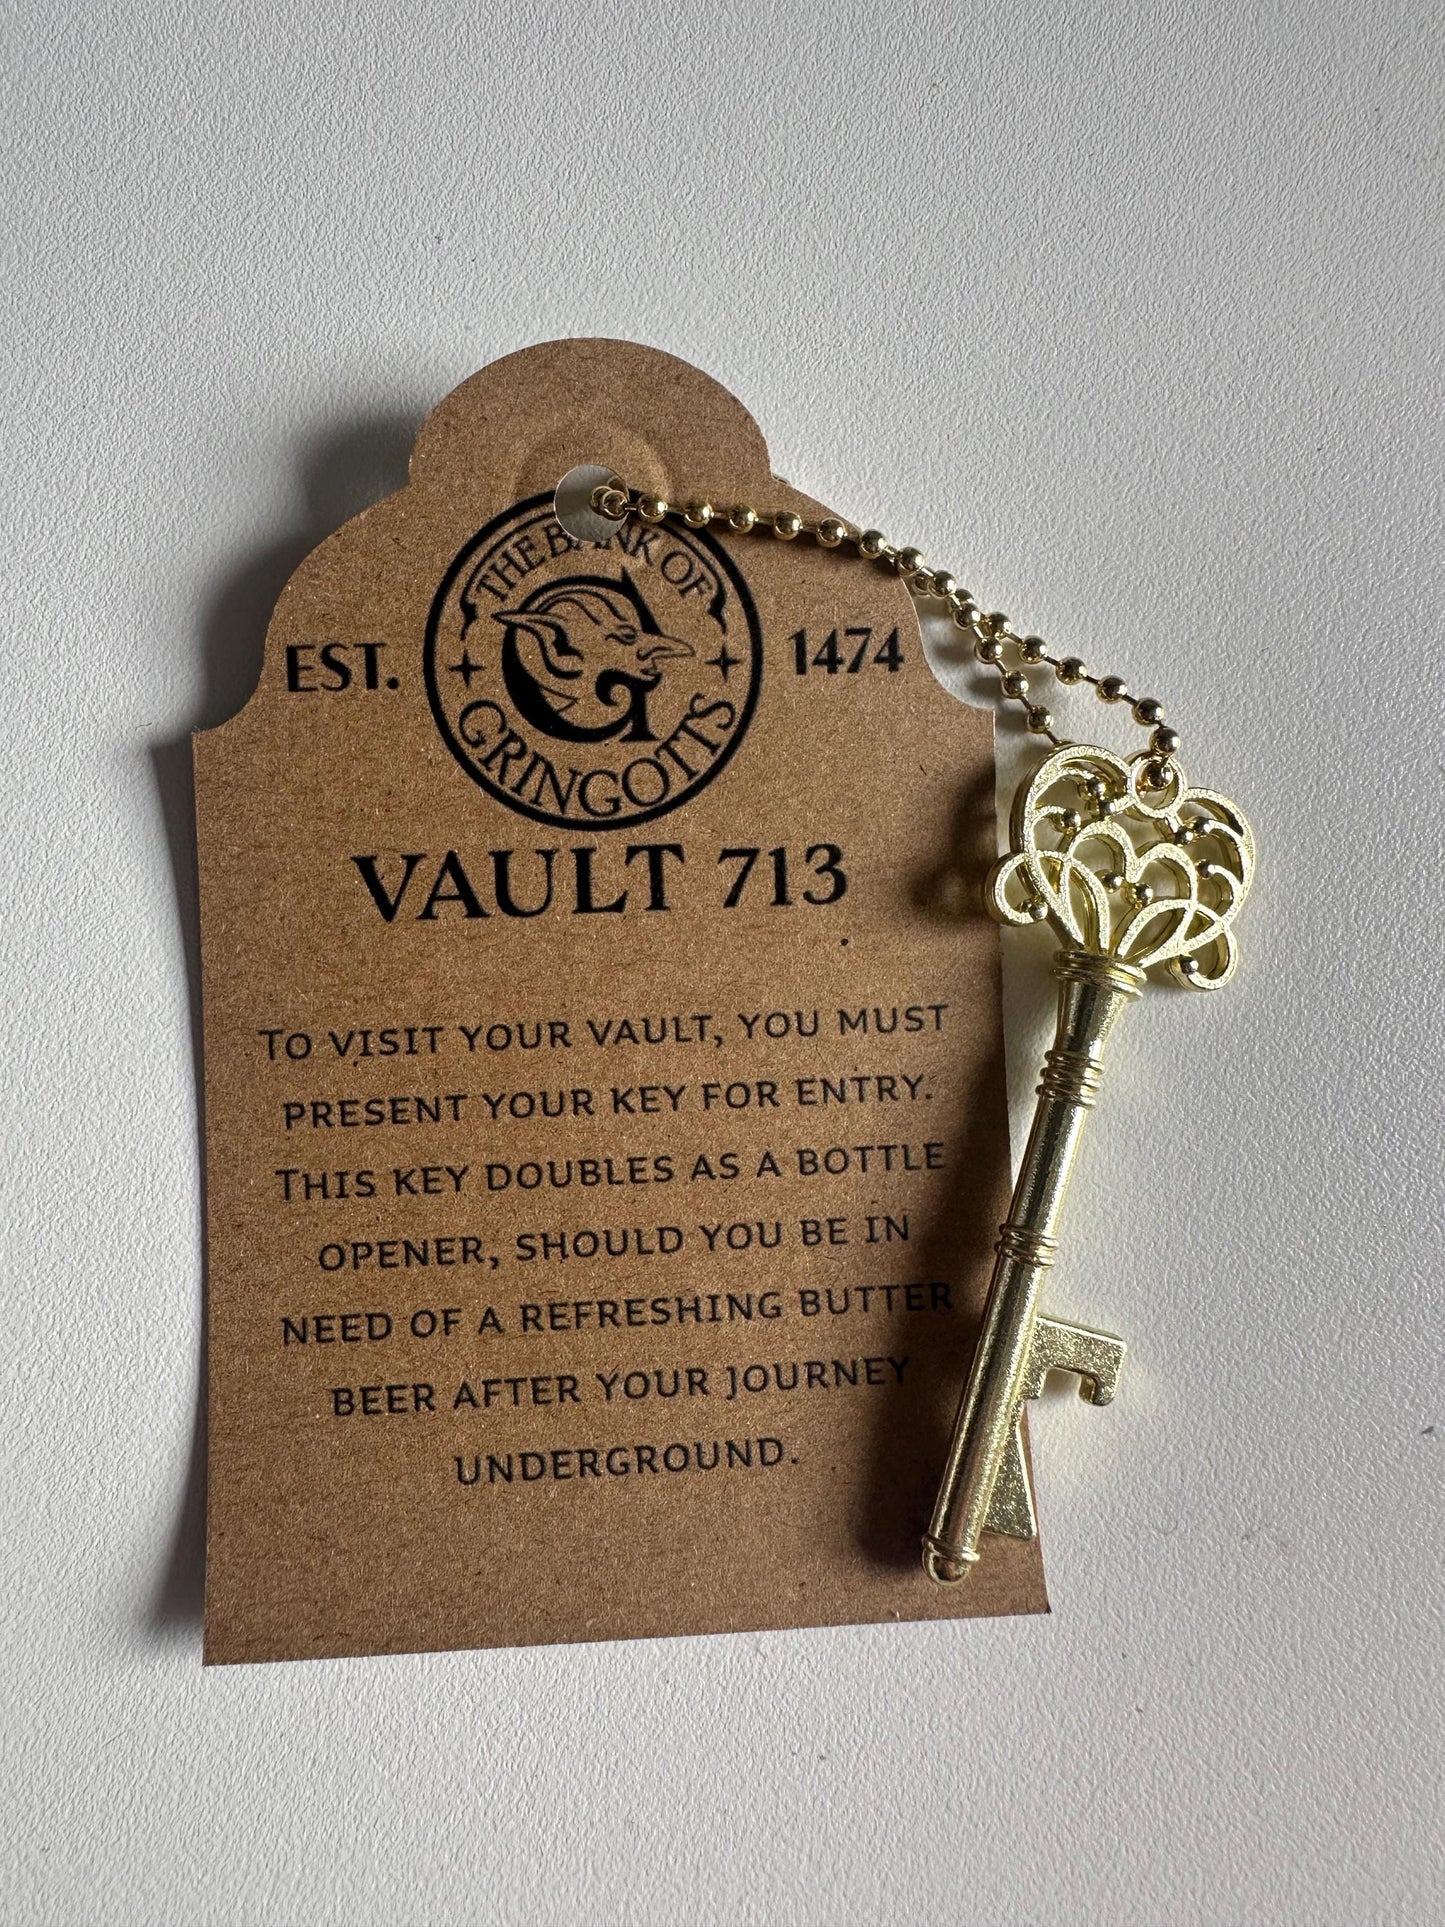 THE BANK OF
EST. G 1474
GRINGOTTS
VAULT 713
TO VISIT YOUR VAULT, YOU MUST
PRESENT YOUR KEY FOR ENTRY.
THIS KEY DOUBLES AS A BOTTLE
OPENER, SHOULD YOU BE IN
NEED OF A REFRESHING BUTTER
BEER AFTER YOUR JOURNEY
UNDERGROUND.